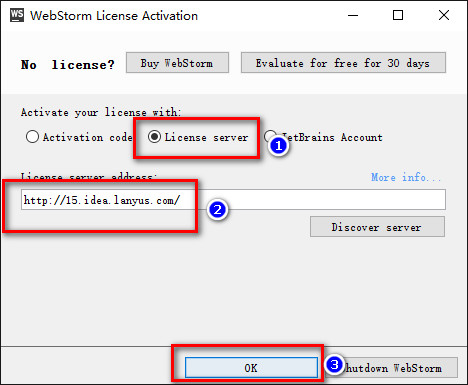 WS WebStorm License Activation
No license? Buy WebStorm Evaluate for free for 30 days
Activate your license with:
Activation code License server JetBrains Account
1
License server address: More info...
http://15.idea.lanyus.com/
2
Discover server
OK 3 Shutdown WebStorm